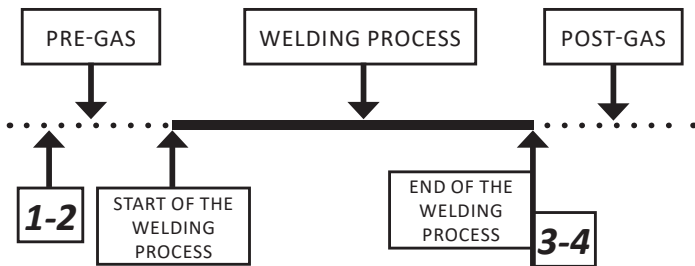 PRE-GAS
WELDING PROCESS
POST-GAS
1-2
START OF THE
WELDING
PROCESS
END OF THE
WELDING
PROCESS
3-4